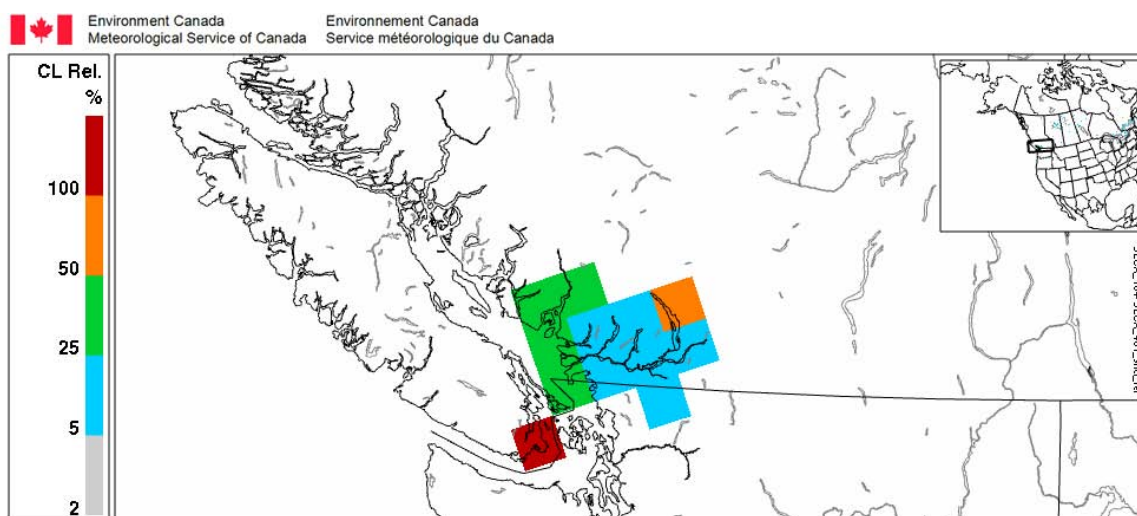 Environment Canada
Meteorological Service of Canada
Environnement Canada
Service météorologique du Canada
CL Rel.
%
100
50
25
5
2